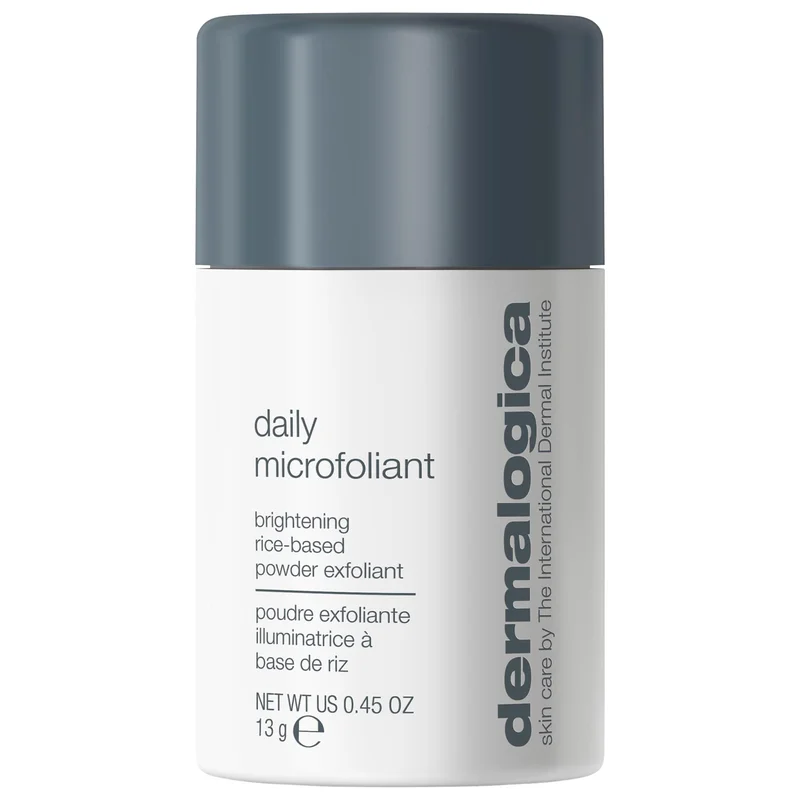 daily
microfoliant
brightening
rice-based
powder exfoliant
poudre exfoliante
illuminatrice à
base de riz
NET WT US 0.45 OZ
13 g ℮
dermalogica
skin care by The International Dermal Institute